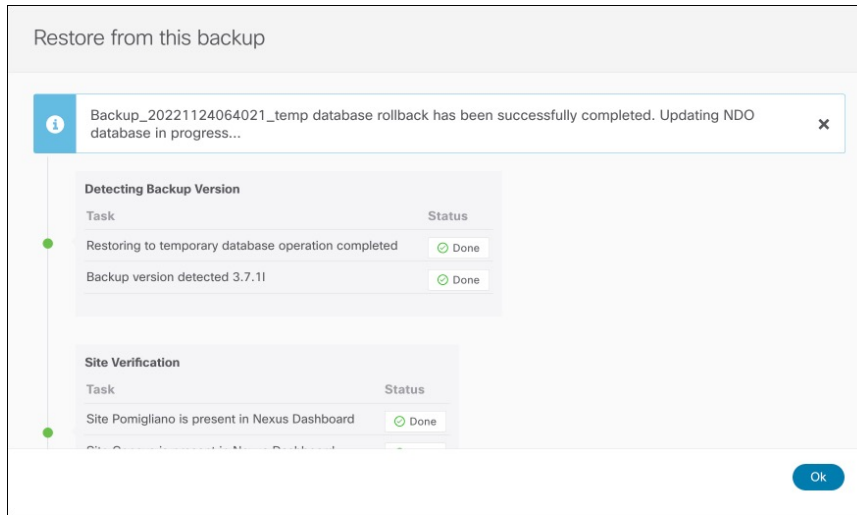 Restore from this backup
Backup_20221124064021_temp database rollback has been successfully completed. Updating NDO
database in progress...
Detecting Backup Version
Task Status
Restoring to temporary database operation completed Done
Backup version detected 3.7.1l Done
Site Verification
Task Status
Site Pomigliano is present in Nexus Dashboard Done
Ok